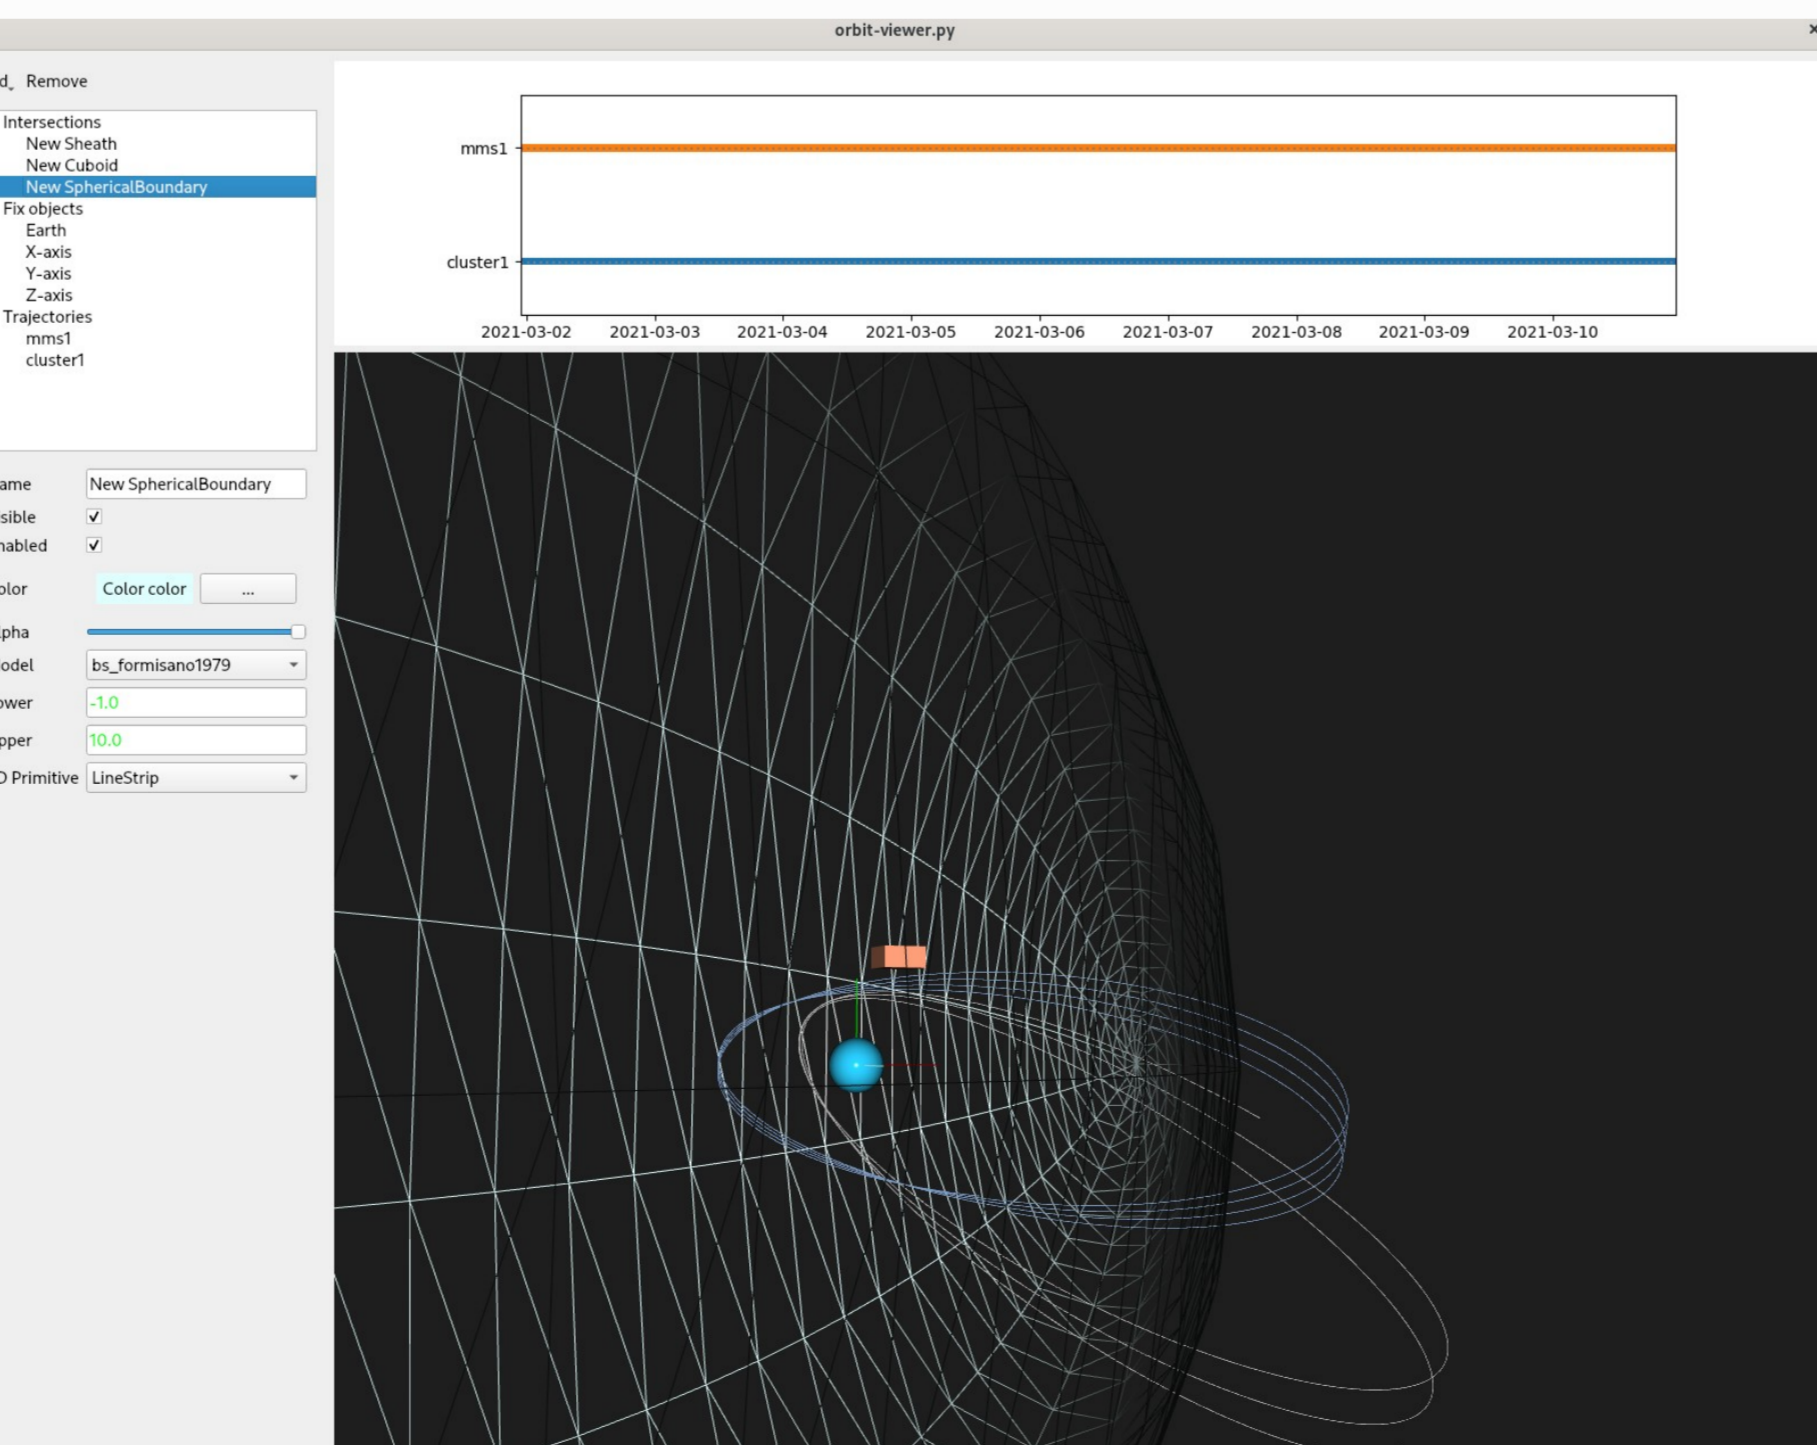 orbit-viewer.py
d Remove
Intersections
New Sheath
New Cuboid
New SphericalBoundary
Fix objects
Earth
X-axis
Y-axis
Z-axis
Trajectories
mms1
cluster1
ame New SphericalBoundary
sible
nabled
olor Color color ...
lpha
odel bs_formisano1979
ower -1.0
pper 10.0
D Primitive LineStrip
mms1
cluster1
2021-03-02 2021-03-03 2021-03-04 2021-03-05 2021-03-06 2021-03-07 2021-03-08 2021-03-09 2021-03-10